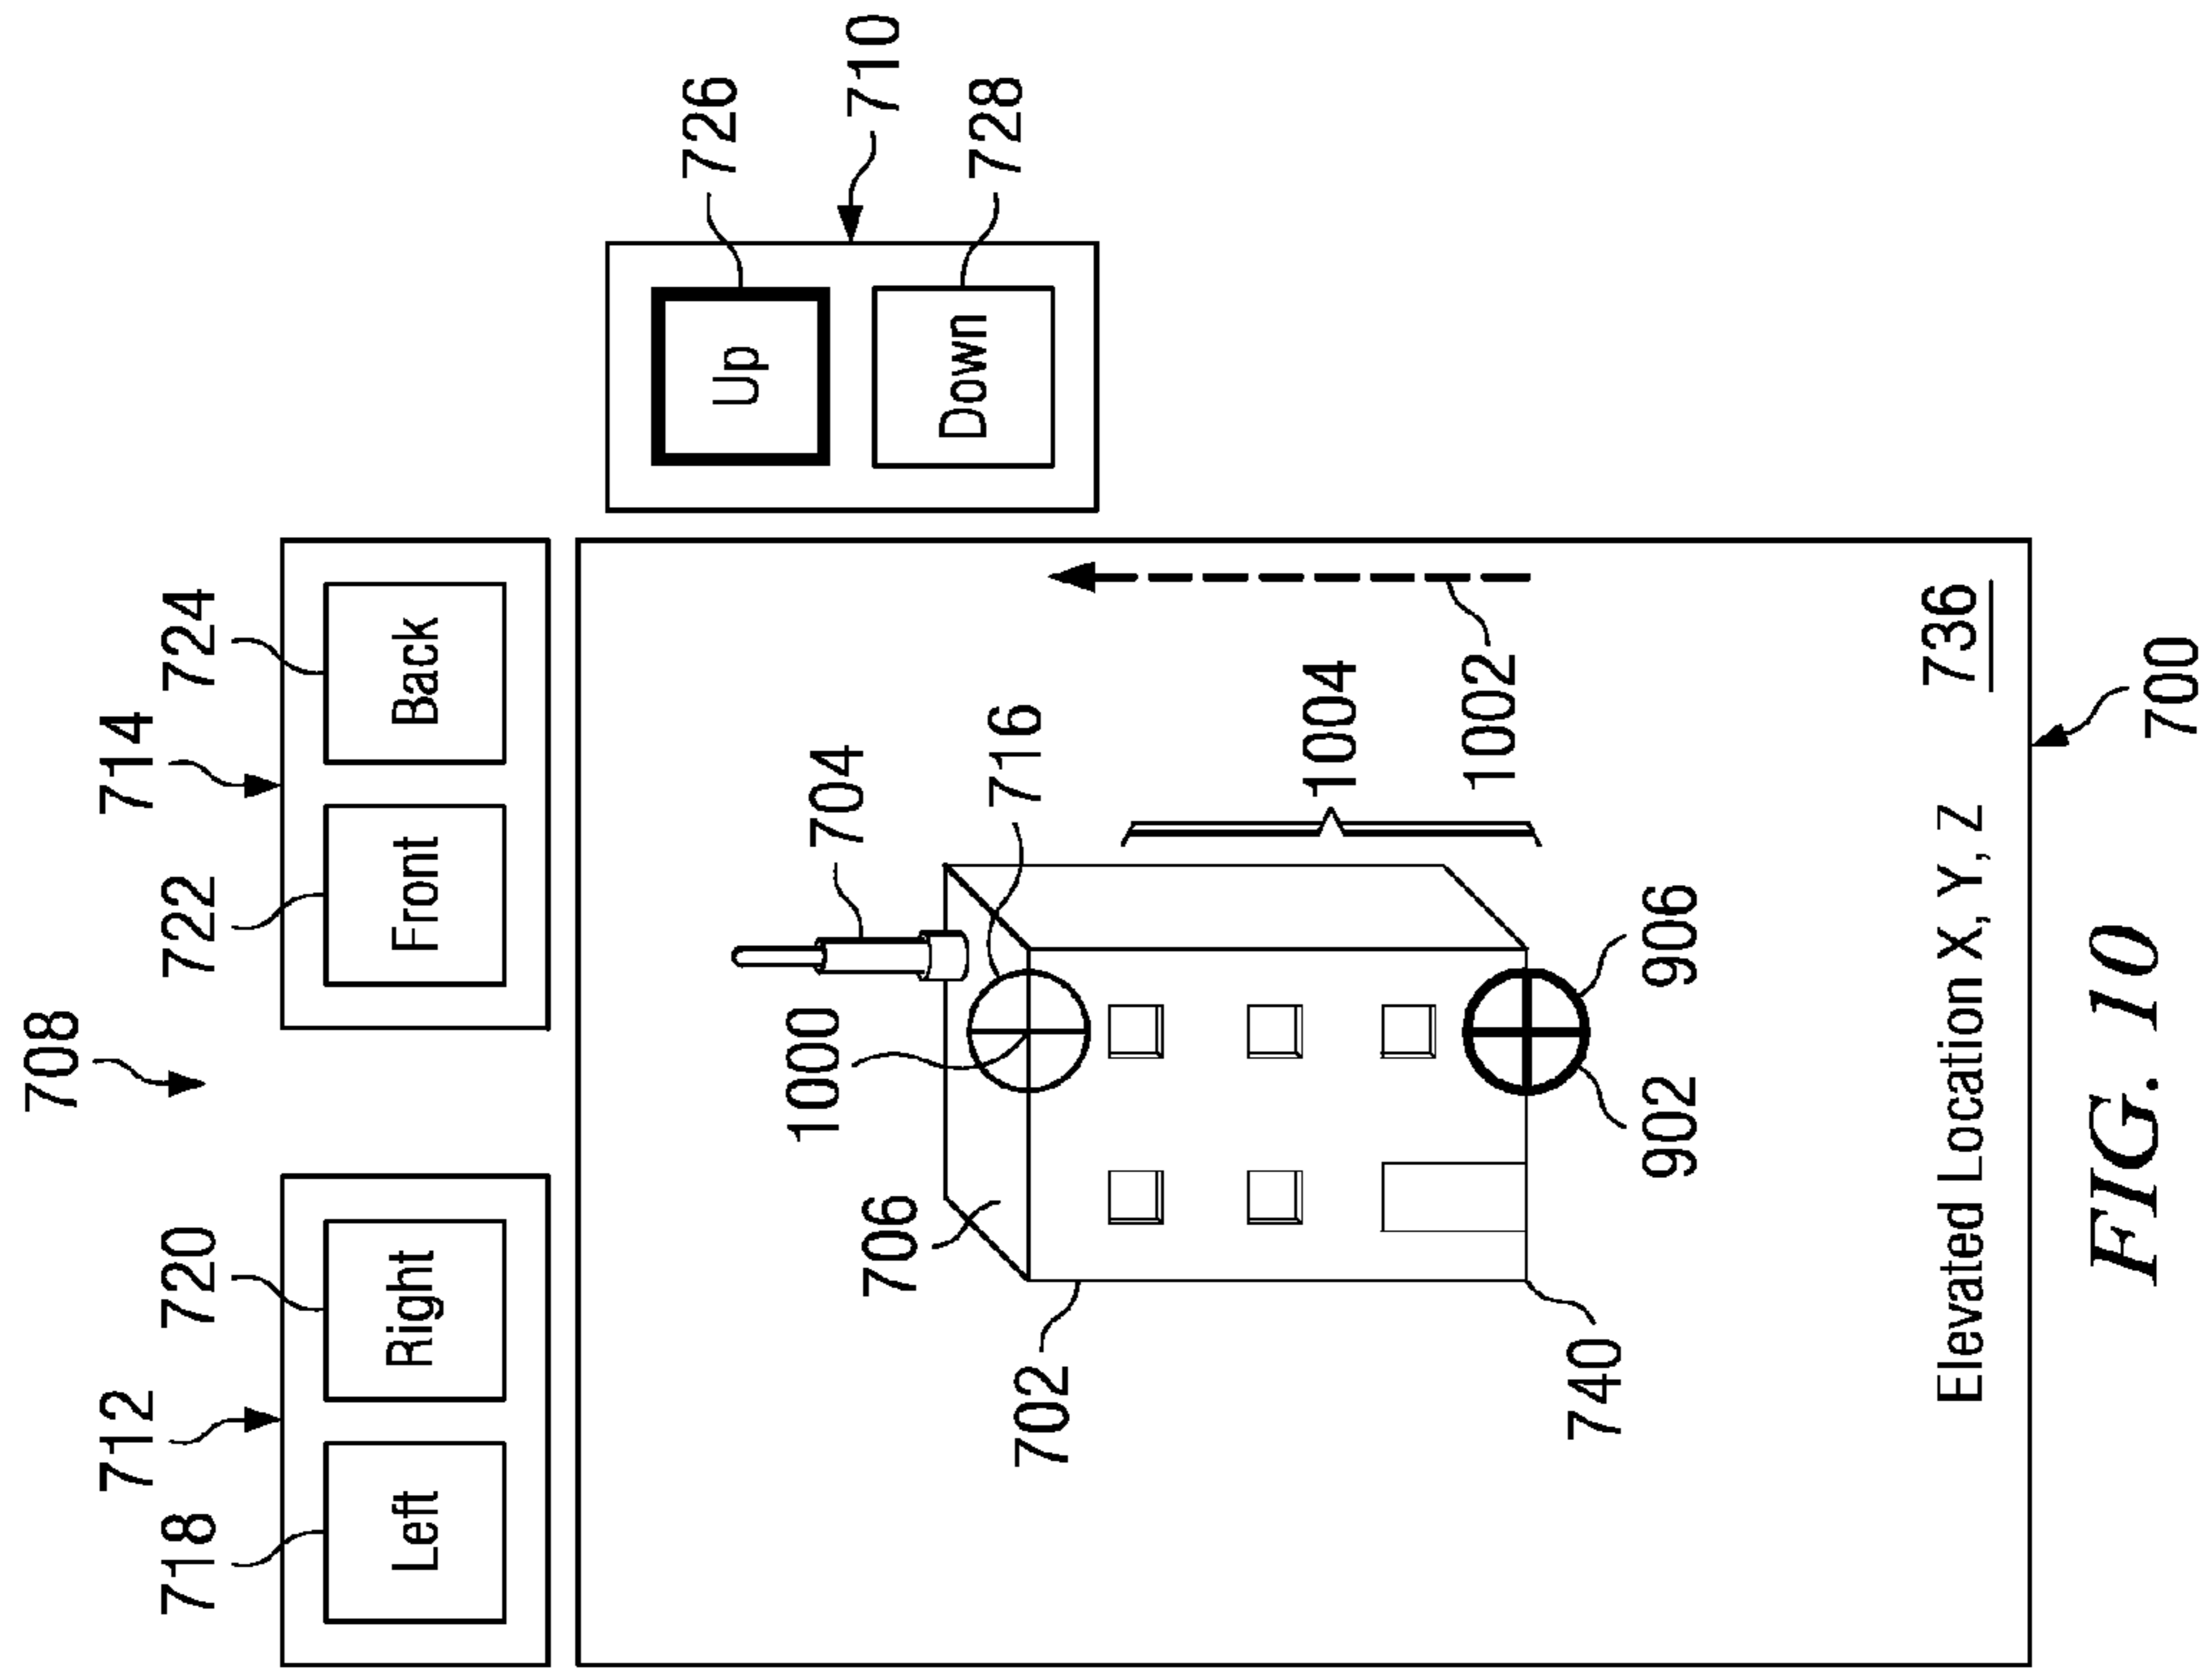 708
712
714
718
720
722
724
Left
Right
Front
Back
726
Up
710
704
1000
706
Down
728
716
702
1004
1002
740
902
906
Elevated Location X, Y, Z
736
700
FIG. 10